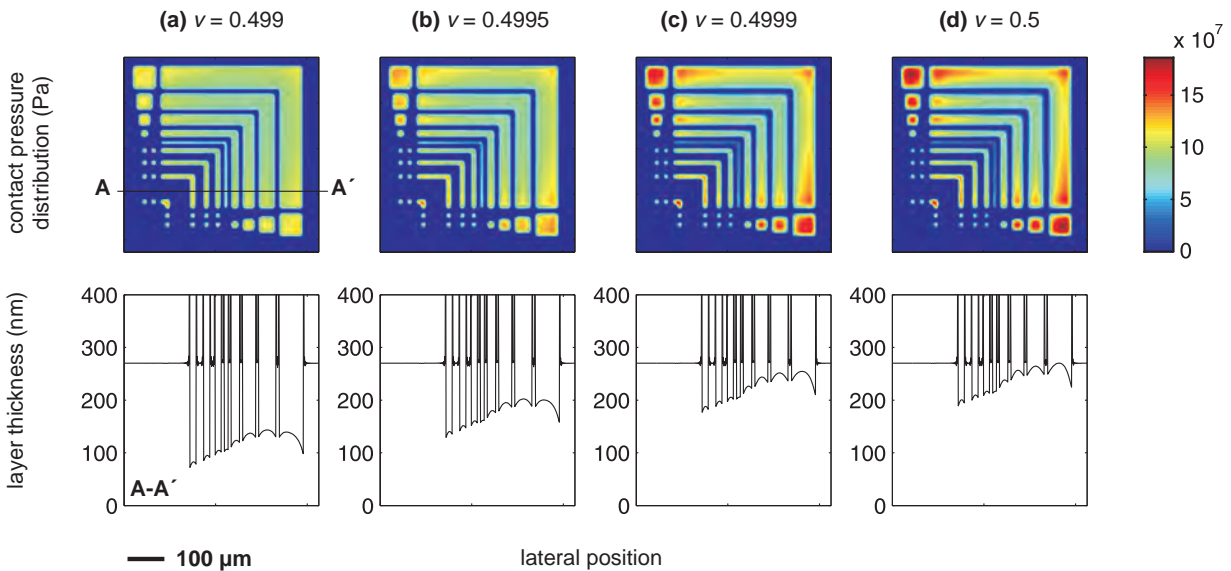 (a) ν = 0.499
(b) ν = 0.4995
(c) ν = 0.4999
(d) ν = 0.5
contact pressure
distribution (Pa)
A
A´
x 10⁷
15
10
5
0
layer thickness (nm)
400
300
200
100
0
A-A´
400
300
200
100
0
400
300
200
100
0
400
300
200
100
0
100 µm
lateral position